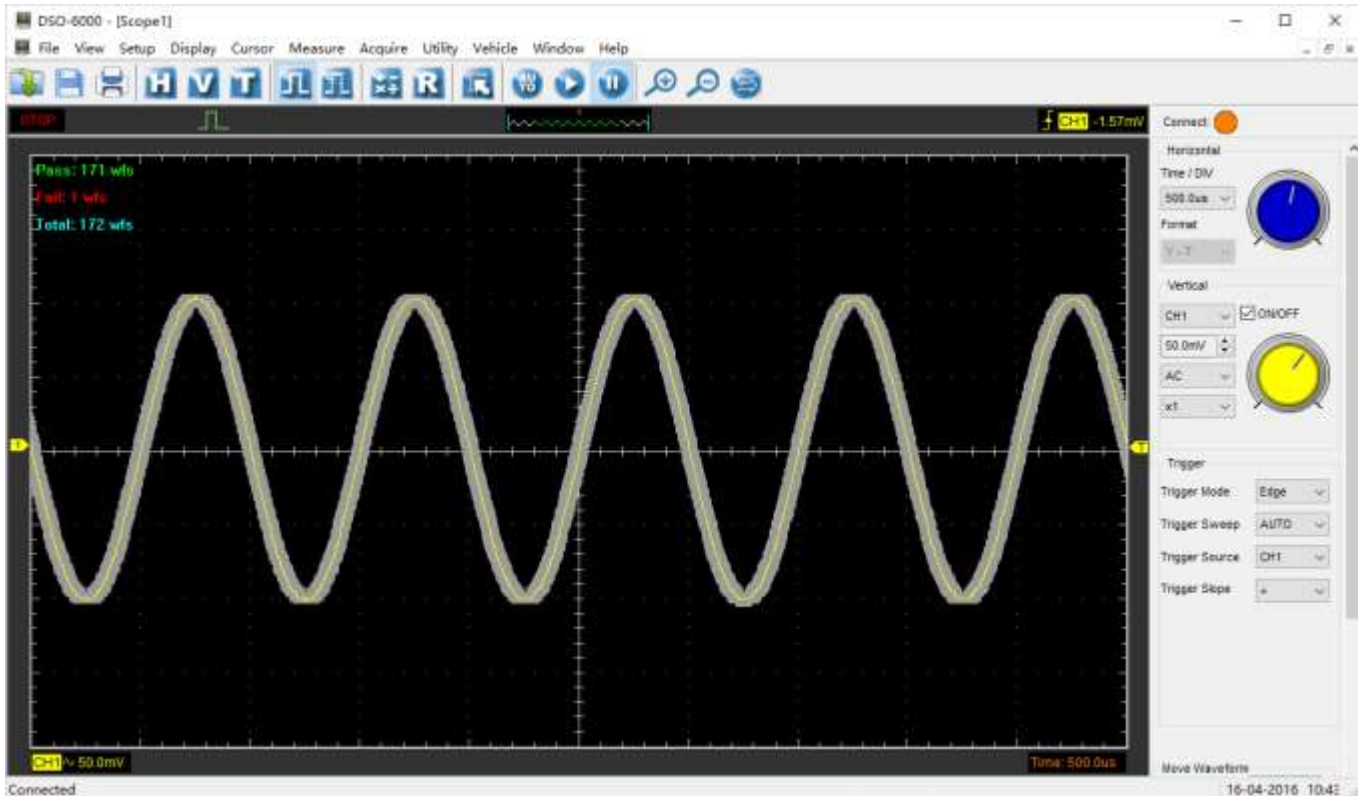 DSO-6000 - [Scope1]
File View Setup Display Cursor Measure Acquire Utility Vehicle Window Help
H V T R
STOP CH1 -1.57mV
Connect
Pass: 171 wfs
Fail: 1 wfs
Total: 172 wfs
Horizontal
Time / DIV
500.0us
Format
Y - T
Vertical
CH1 ON/OFF
50.0mV
AC
x1
1 T
Trigger
Trigger Mode Edge
Trigger Sweep AUTO
Trigger Source CH1
Trigger Slope +
CH1 50.0mV Time: 500.0us
Move Waveform
Connected 16-04-2016 10:43